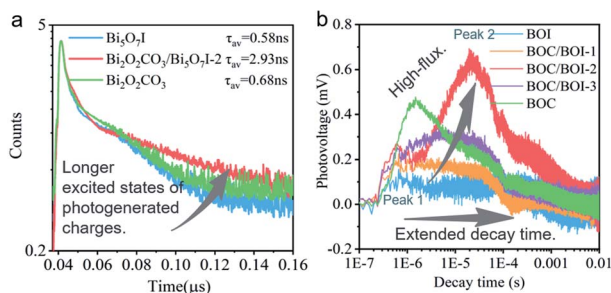 a
Bi₅O₇I τav=0.58ns
Bi₂O₂CO₃/Bi₅O₇I-2 τav=2.93ns
Bi₂O₂CO₃ τav=0.68ns
Counts
Longer
excited states of
photogenerated
charges.
0.2
0.04 0.06 0.08 0.10 0.12 0.14 0.16
Time(μs)
b
Peak 2
BOI
BOC/BOI-1
BOC/BOI-2
BOC/BOI-3
BOC
High-flux.
Photovoltage (mV)
0.8
0.6
0.4
0.2
0.0
-0.2
Peak 1
Extended decay time.
1E-7 1E-6 1E-5 1E-4 0.001 0.01
Decay time (s)